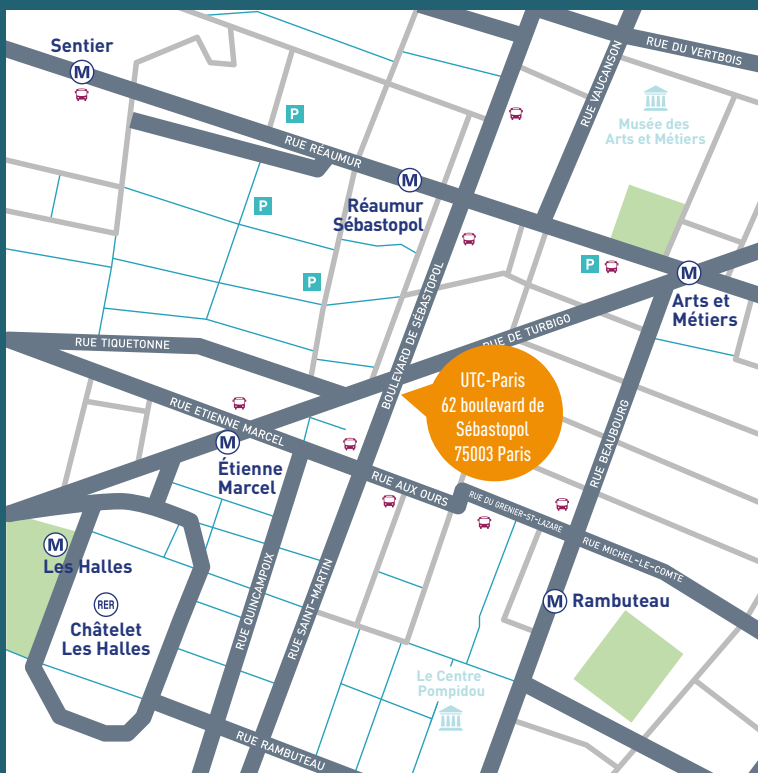 Sentier
M
RUE DU VERTBOIS
RUE VAUCANSON
Musée des
Arts et Métiers
P
RUE RÉAUMUR
M
Réaumur
Sébastopol
P
P
P
M
Arts et
Métiers
BOULEVARD DE SÉBASTOPOL
RUE DE TURBIGO
RUE TIQUETONNE
UTC-Paris
62 boulevard de
Sébastopol
75003 Paris
RUE ETIENNE MARCEL
M
Étienne
Marcel
RUE BEAUBOURG
RUE AUX OURS
RUE DU GRENIER-ST-LAZARE
RUE MICHEL-LE-COMTE
M
Les Halles
RER
Châtelet
Les Halles
RUE QUINCAMPOIX
RUE SAINT-MARTIN
M
Rambuteau
Le Centre
Pompidou
RUE RAMBUTEAU